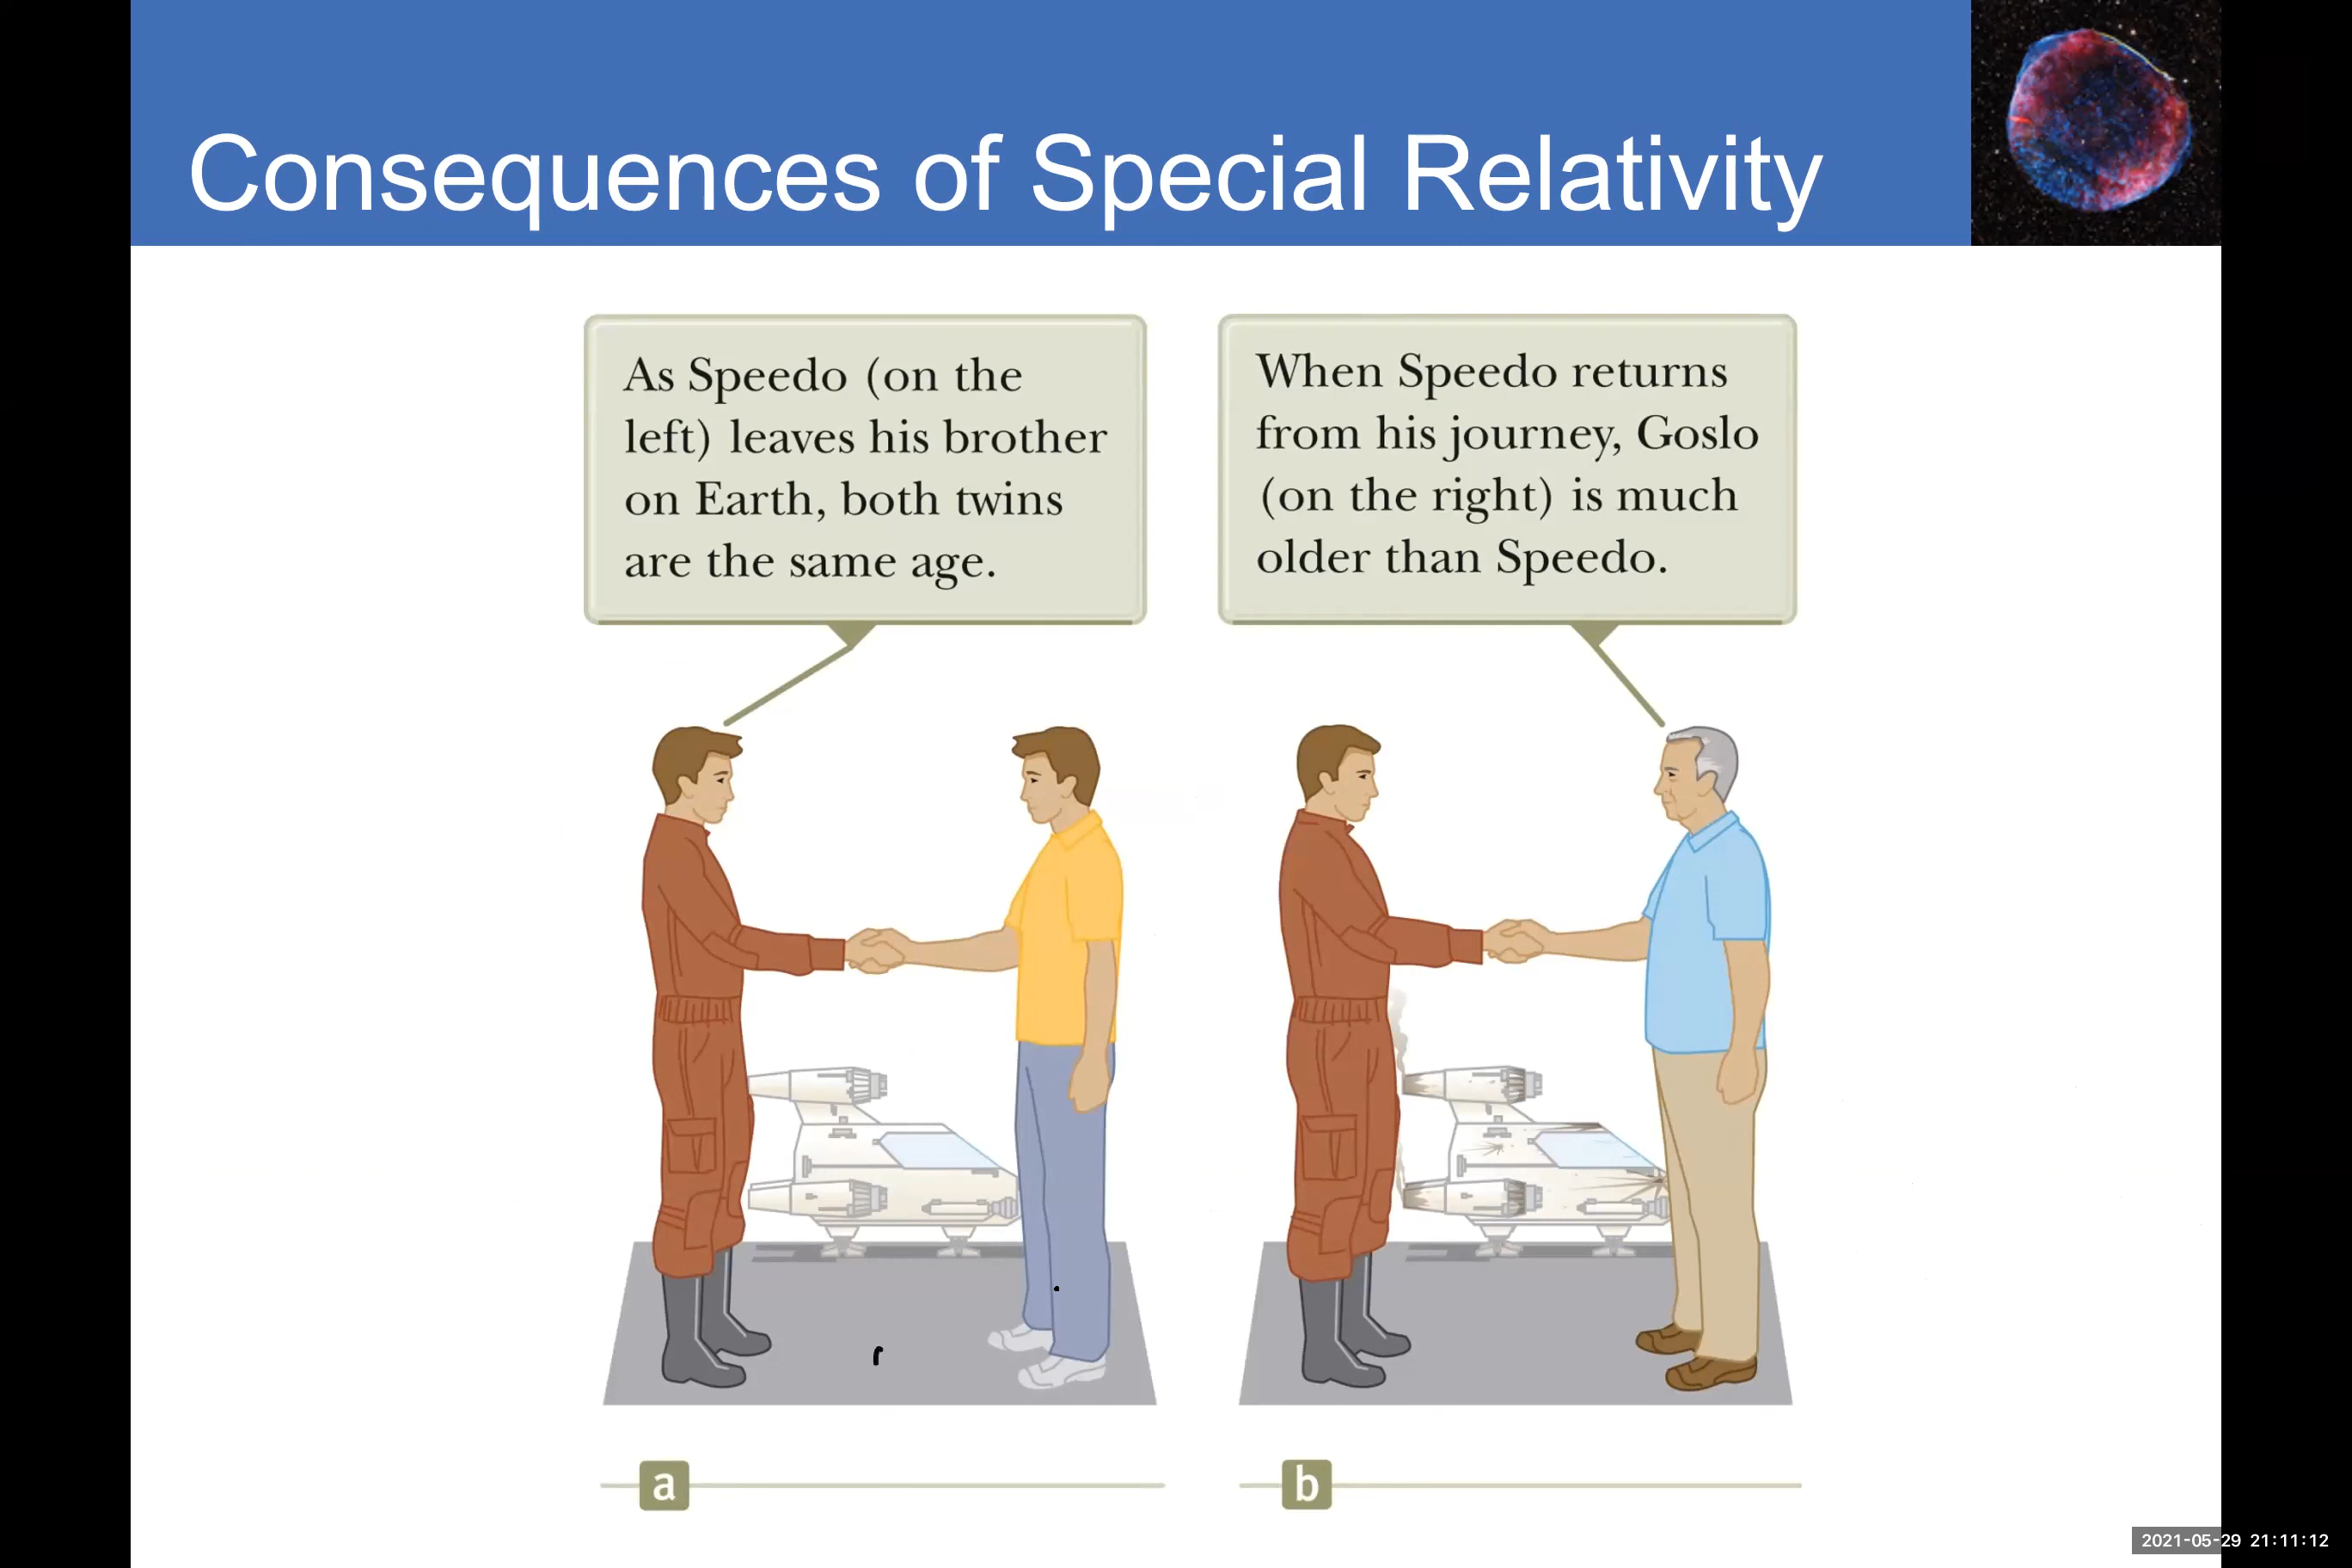 Consequences of Special Relativity
As Speedo (on the
left) leaves his brother
on Earth, both twins
are the same age.
When Speedo returns
from his journey, Goslo
(on the right) is much
older than Speedo.
a
b
2021-05-29 21:11:12